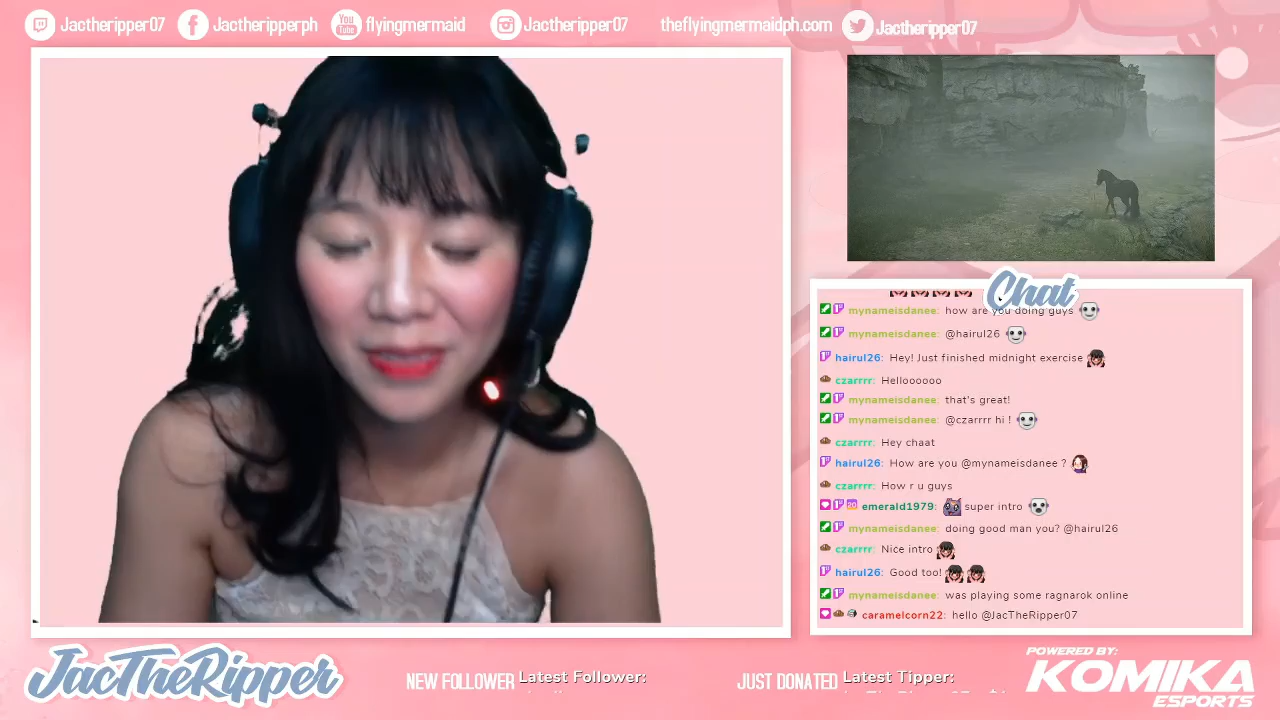 Jactheripper07
Jactheripperph
You
Tube
flyingmermaid
Jactheripper07
theflyingmermaidph.com
Jactheripper07
Chat
mynameisdanee: how are you doing guys
mynameisdanee: @hairul26
hairul26: Hey! Just finished midnight exercise
czarrrr: Helloooooo
mynameisdanee: that's great!
mynameisdanee: @czarrrr hi !
czarrrr: Hey chaat
hairul26: How are you @mynameisdanee ?
czarrrr: How r u guys
emerald1979: super intro
mynameisdanee: doing good man you? @hairul26
czarrrr: Nice intro
hairul26: Good too!
mynameisdanee: was playing some ragnarok online
caramelcorn22: hello @JacTheRipper07
JacTheRipper
NEW FOLLOWER Latest Follower:
JUST DONATED Latest Tipper:
POWERED BY:
KOMIKA
ESPORTS